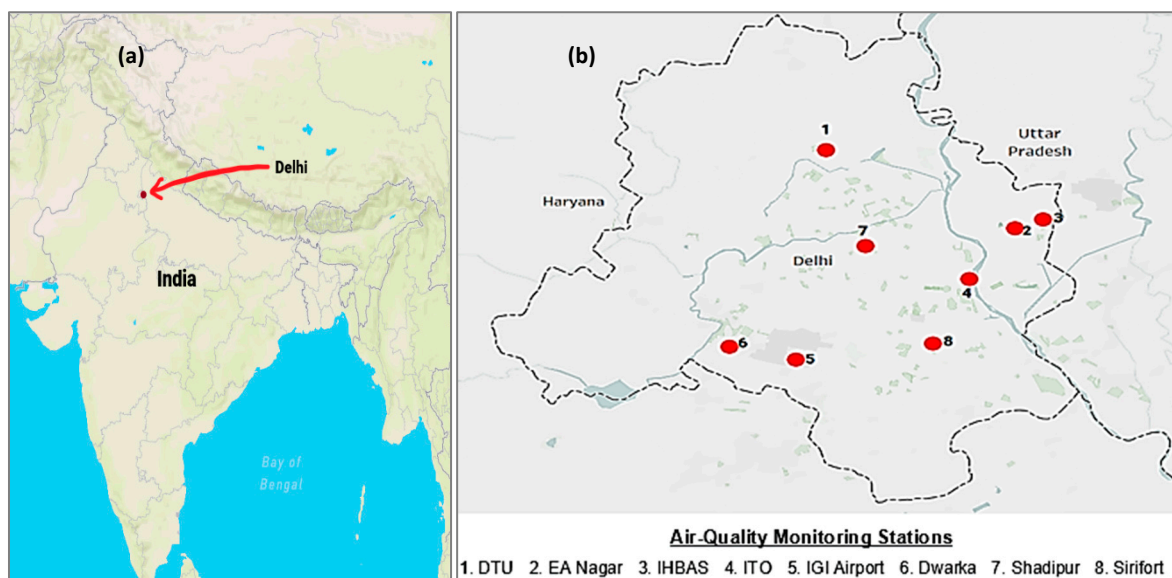 (a)
Delhi
India
Bay of
Bengal
(b)
1
Uttar
Pradesh
Haryana
3
2
7
Delhi
4
6
8
5
Air-Quality Monitoring Stations
1. DTU 2. EA Nagar 3. IHBAS 4. ITO 5. IGI Airport 6. Dwarka 7. Shadipur 8. Sirifort